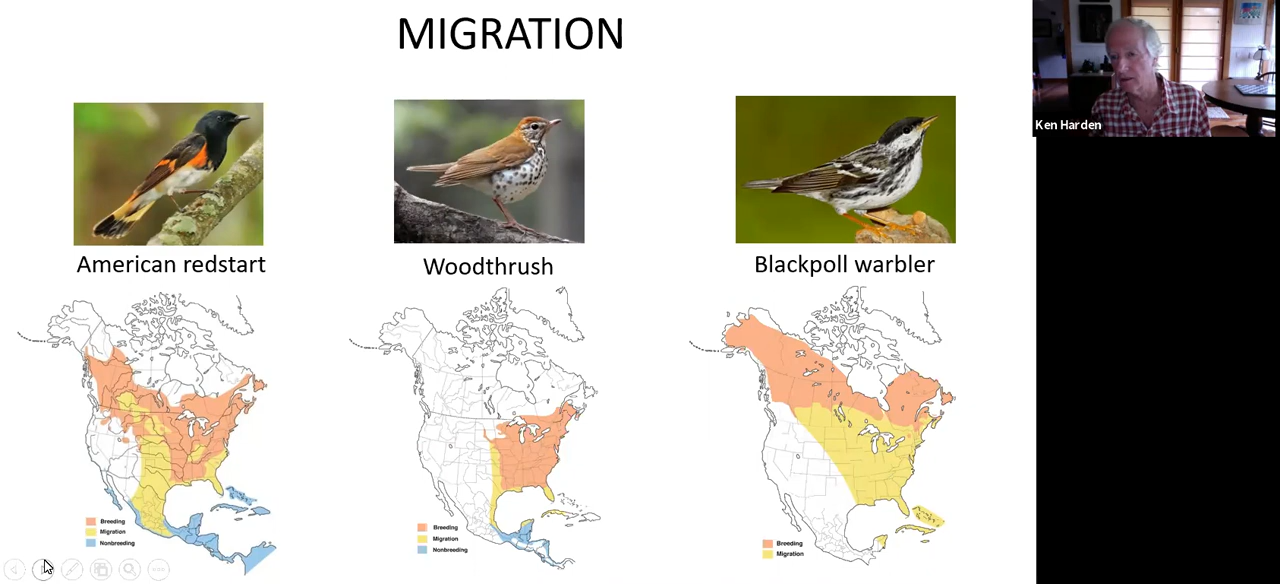 MIGRATION
Ken Harden
American redstart
Woodthrush
Blackpoll warbler
Breeding
Migration
Nonbreeding
Breeding
Migration
Nonbreeding
Breeding
Migration